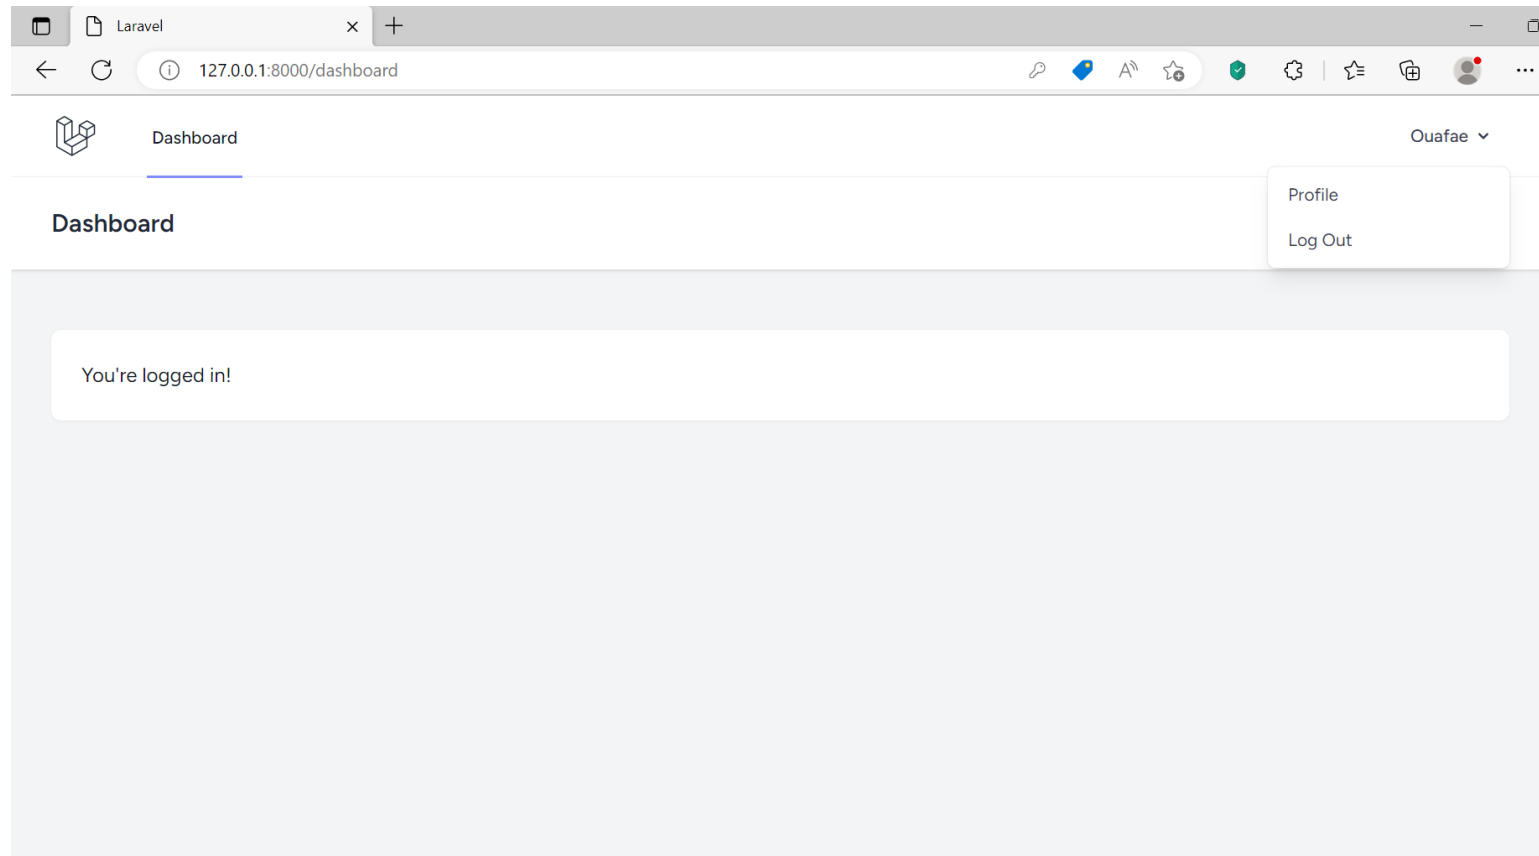 Laravel
127.0.0.1:8000/dashboard
Dashboard
Ouafae
Profile
Dashboard
Log Out
You're logged in!